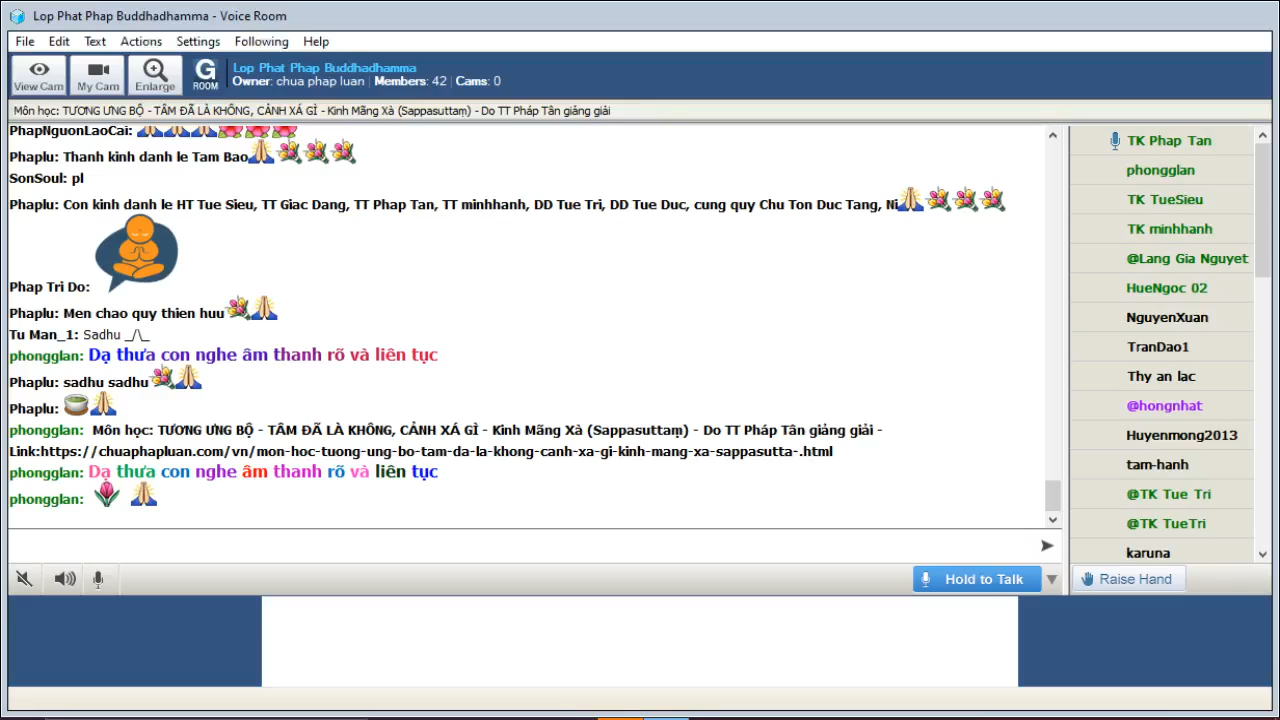 Lop Phat Phap Buddhadhamma - Voice Room
File Edit Text Actions Settings Following Help
View Cam My Cam Enlarge G ROOM
Lop Phat Phap Buddhadhamma
Owner: chua phap luan | Members: 42 | Cams: 0
Môn học: TƯƠNG ƯNG BỘ - TÂM ĐÃ LÀ KHÔNG, CẢNH XÁ GÌ - Kinh Mãng Xà (Sappasuttaṃ) - Do TT Pháp Tân giảng giải
PhapNguonLaoCai:
Phaplu: Thanh kinh danh le Tam Bao
SonSoul: pl
Phaplu: Con kinh danh le HT Tue Sieu, TT Giac Dang, TT Phap Tan, TT minhhanh, DD Tue Tri, DD Tue Duc, cung quy Chu Ton Duc Tang, Ni
Phap Tri Do:
Phaplu: Men chao quy thien huu
Tu Man_1: Sadhu _/\_
phongglan: Dạ thưa con nghe âm thanh rõ và liên tục
Phaplu: sadhu sadhu
Phaplu:
phongglan: Môn học: TƯƠNG ƯNG BỘ - TÂM ĐÃ LÀ KHÔNG, CẢNH XÁ GÌ - Kinh Mãng Xà (Sappasuttaṃ) - Do TT Pháp Tân giảng giải -
Link:https://chuaphapluan.com/vn/mon-hoc-tuong-ung-bo-tam-da-la-khong-canh-xa-gi-kinh-mang-xa-sappasutta-.html
phongglan: Dạ thưa con nghe âm thanh rõ và liên tục
phongglan:
TK Phap Tan
phongglan
TK TueSieu
TK minhhanh
@Lang Gia Nguyet
HueNgoc 02
NguyenXuan
TranDao1
Thy an lac
@hongnhat
Huyenmong2013
tam-hanh
@TK Tue Tri
@TK TueTri
karuna
Hold to Talk
Raise Hand